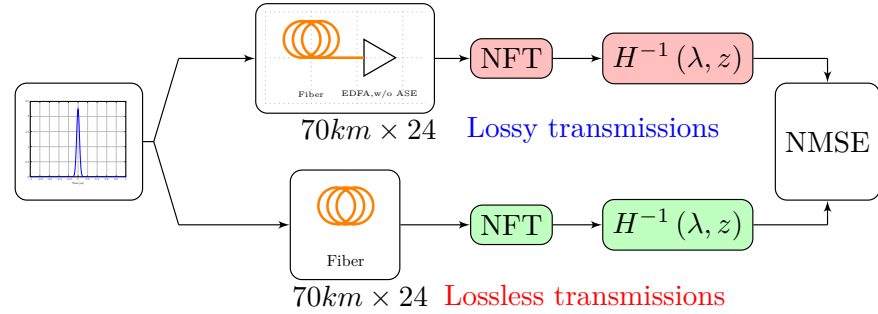 Fiber
EDFA,w/o ASE
NFT
H⁻¹ (λ, z)
70km × 24
Lossy transmissions
NMSE
Fiber
NFT
H⁻¹ (λ, z)
70km × 24
Lossless transmissions